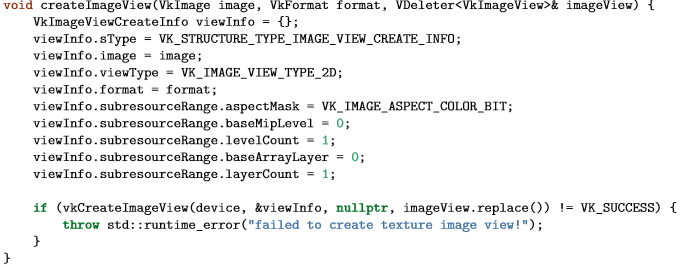 void createImageView(VkImage image, VkFormat format, VDeleter<VkImageView>& imageView) {
    VkImageViewCreateInfo viewInfo = {};
    viewInfo.sType = VK_STRUCTURE_TYPE_IMAGE_VIEW_CREATE_INFO;
    viewInfo.image = image;
    viewInfo.viewType = VK_IMAGE_VIEW_TYPE_2D;
    viewInfo.format = format;
    viewInfo.subresourceRange.aspectMask = VK_IMAGE_ASPECT_COLOR_BIT;
    viewInfo.subresourceRange.baseMipLevel = 0;
    viewInfo.subresourceRange.levelCount = 1;
    viewInfo.subresourceRange.baseArrayLayer = 0;
    viewInfo.subresourceRange.layerCount = 1;

    if (vkCreateImageView(device, &viewInfo, nullptr, imageView.replace()) != VK_SUCCESS) {
        throw std::runtime_error("failed to create texture image view!");
    }
}